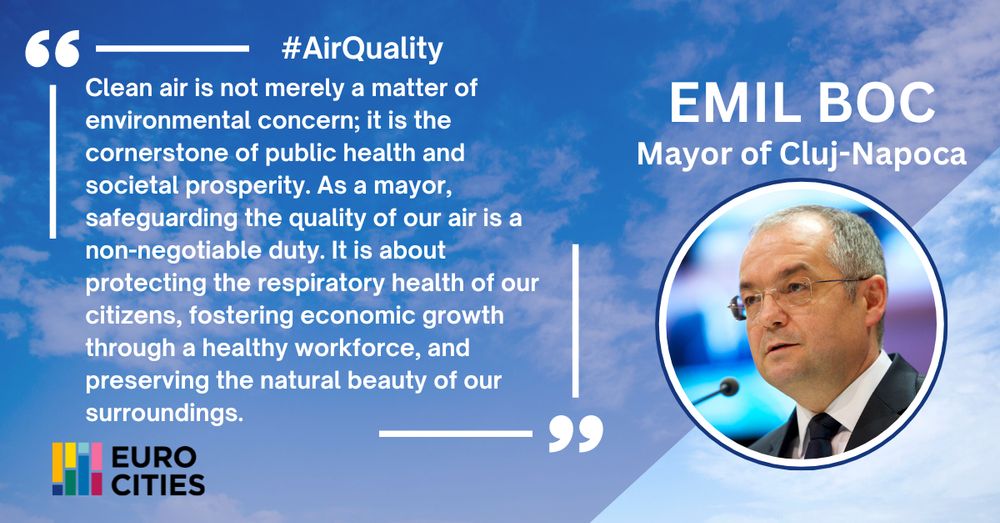 #AirQuality
Clean air is not merely a matter of
environmental concern; it is the
cornerstone of public health and
societal prosperity. As a mayor,
safeguarding the quality of our air is a
non-negotiable duty. It is about
protecting the respiratory health of our
citizens, fostering economic growth
through a healthy workforce, and
preserving the natural beauty of our
surroundings.
EMIL BOC
Mayor of Cluj-Napoca
EURO
CITIES